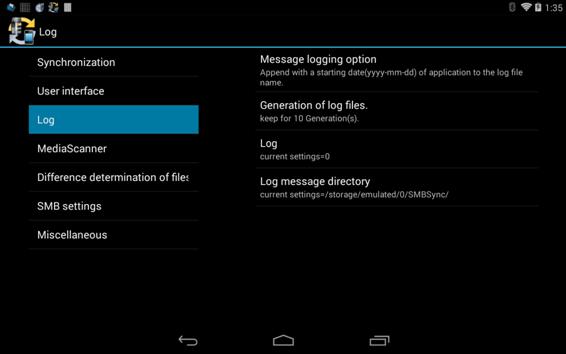 1:35
Log
Synchronization
User interface
Log
MediaScanner
Difference determination of files
SMB settings
Miscellaneous
Message logging option
Append with a starting date(yyyy-mm-dd) of application to the log file
name.
Generation of log files.
keep for 10 Generation(s).
Log
current settings=0
Log message directory
current settings=/storage/emulated/0/SMBSync/